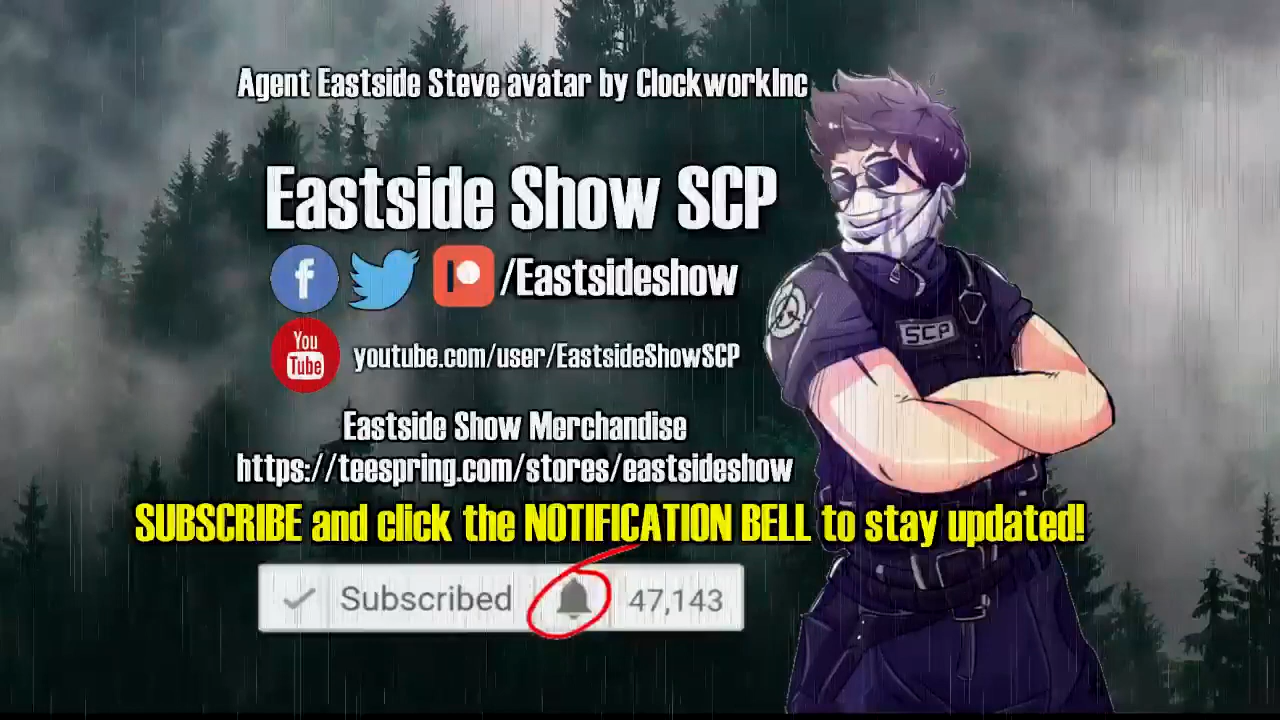 Agent Eastside Steve avatar by ClockworkInc
Eastside Show SCP
f /Eastsideshow
You Tube youtube.com/user/EastsideShowSCP
SCP
Eastside Show Merchandise
https://teespring.com/stores/eastsideshow
SUBSCRIBE and click the NOTIFICATION BELL to stay updated!
Subscribed 47,143